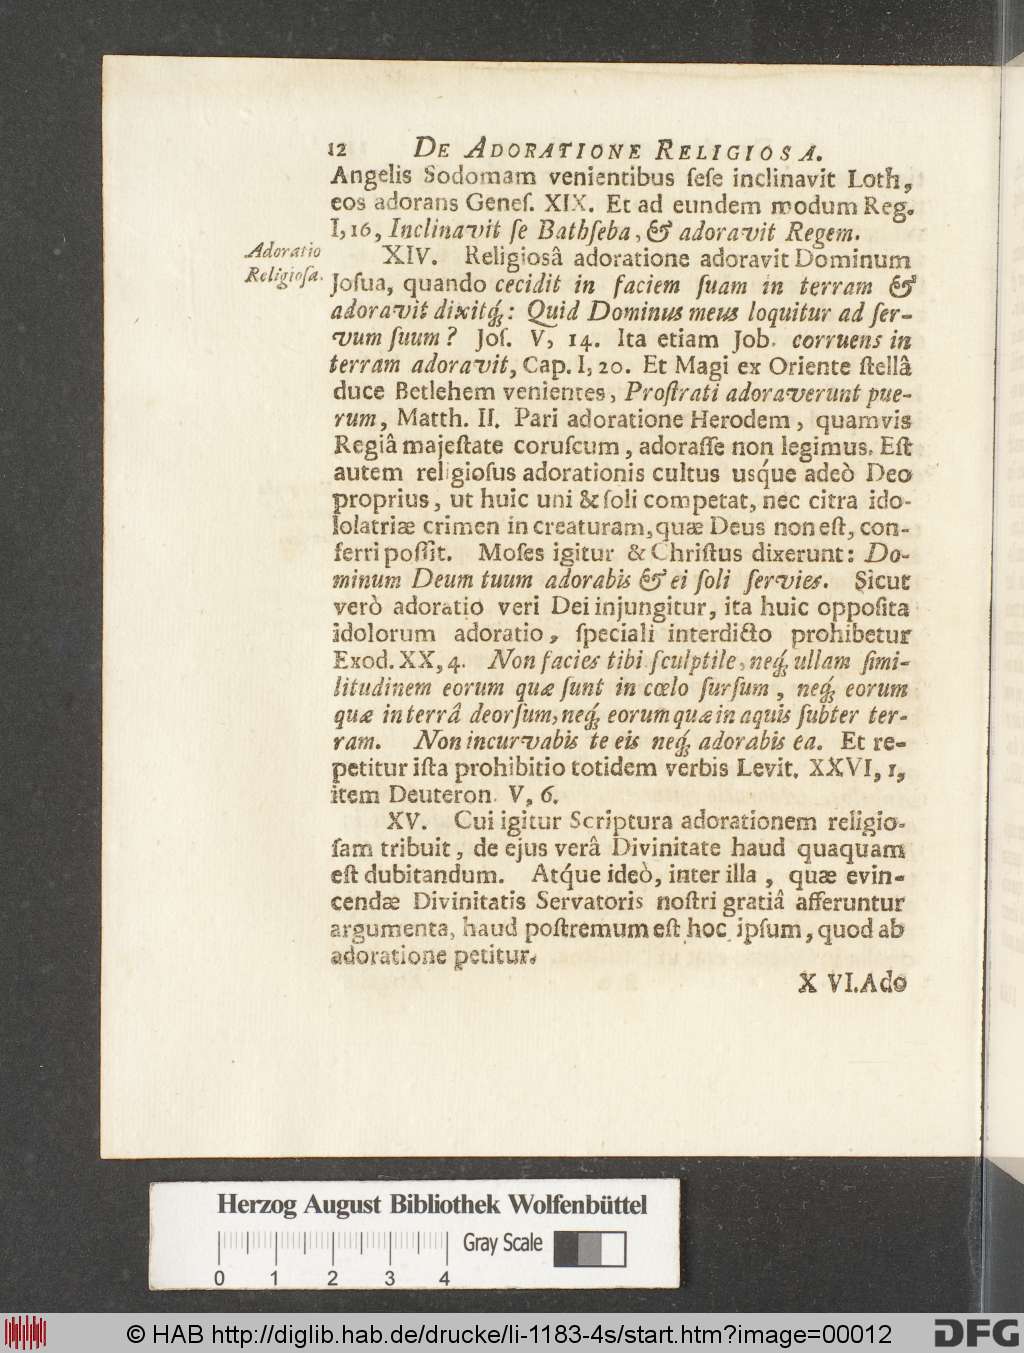 12 DE ADORATIONE RELIGIOSA.
Angelis Sodomam venientibus ſeſe inclinavit Loth,
eos adorans Geneſ. XIX. Et ad eundem modum Reg.
I, 16, Inclinavit ſe Bathſeba, & adoravit Regem.
Adoratio
Religioſa.
XIV. Religiosâ adoratione adoravit Dominum
Joſua, quando cecidit in faciem ſuam in terram &
adoravit dixitq́;: Quid Dominus meus loquitur ad ſer-
vum ſuum? Joſ. V, 14. Ita etiam Job. corruens in
terram adoravit, Cap. I, 20. Et Magi ex Oriente ſtellâ
duce Betlehem venientes, Proſtrati adoraverunt pue-
rum, Matth. II. Pari adoratione Herodem, quamvis
Regiâ majeſtate coruſcum, adoraſſe non legimus. Eſt
autem religioſus adorationis cultus usq́ue adeò Deo
proprius, ut huic uni & ſoli competat, nec citra ido-
lolatriæ crimen in creaturam, quæ Deus non eſt, con-
ferri poſſit. Moſes igitur & Chriſtus dixerunt: Do-
minum Deum tuum adorabis & ei ſoli ſervies. Sicut
verò adoratio veri Dei injungitur, ita huic oppoſita
idolorum adoratio, ſpeciali interdicto prohibetur
Exod. XX, 4. Non facies tibi ſculptile, neq́; ullam ſimi-
litudinem eorum quæ ſunt in cœlo ſurſum, neq́; eorum
quæ in terrâ deorſum, neq́; eorum quæ in aquis ſubter ter-
ram. Non incurvabis te eis neq́; adorabis ea. Et re-
petitur iſta prohibitio totidem verbis Levit. XXVI, 1,
item Deuteron. V, 6.
XV. Cui igitur Scriptura adorationem religio-
ſam tribuit, de ejus verâ Divinitate haud quaquam
eſt dubitandum. Atq́ue ideò, inter illa, quæ evin-
cendæ Divinitatis Servatoris noſtri gratiâ afferuntur
argumenta, haud poſtremum eſt hoc ipſum, quod ab
adoratione petitur.
X VI. Ado
Herzog August Bibliothek Wolfenbüttel
Gray Scale
0 1 2 3 4
© HAB http://diglib.hab.de/drucke/li-1183-4s/start.htm?image=00012
DFG